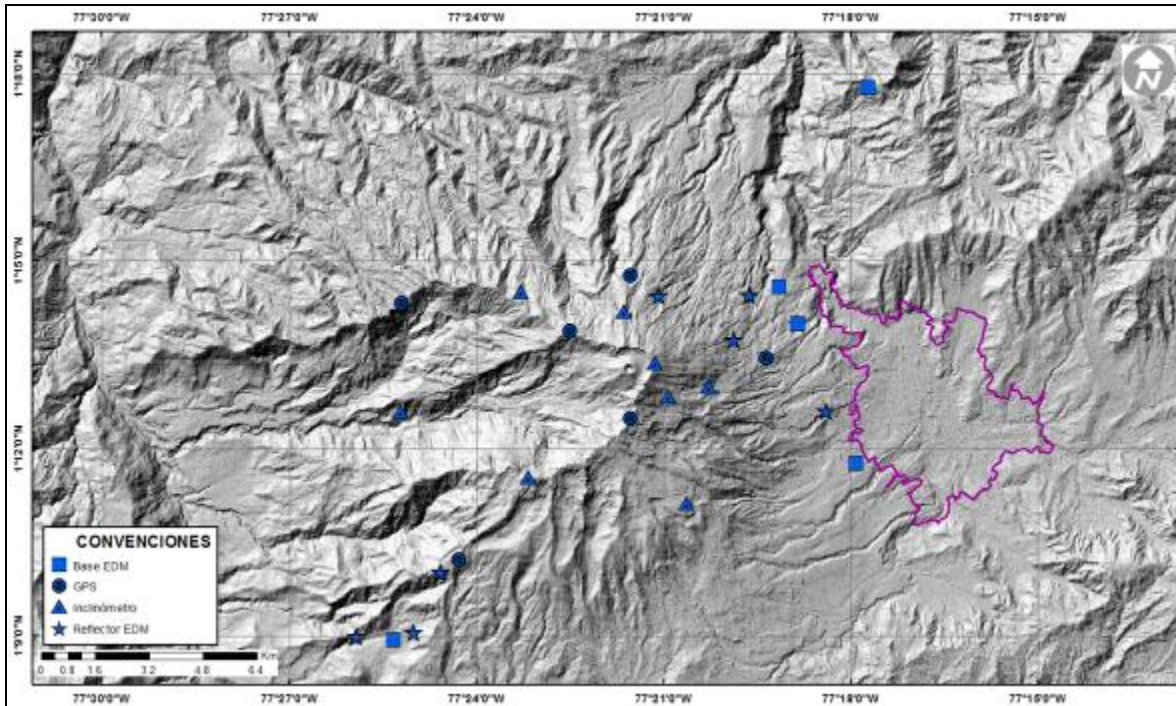 77°30'0"W 77°27'0"W 77°24'0"W 77°21'0"W 77°18'0"W 77°15'0"W
1°18'0"N
N
1°15'0"N
1°12'0"N
1°9'0"N
CONVENCIONES
Base EDM
GPS
Inclinómetro
Reflector EDM
0 0.8 1.6 3.2 4.8 6.4 Km
77°30'0"W 77°27'0"W 77°24'0"W 77°21'0"W 77°18'0"W 77°15'0"W